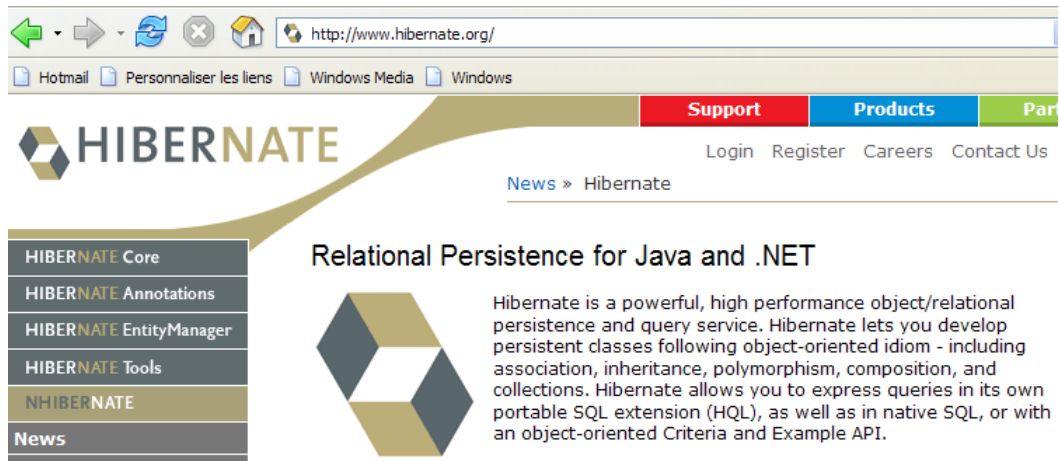 http://www.hibernate.org/
Hotmail Personnaliser les liens Windows Media Windows
Support Products
HIBERNATE
Login Register Careers Contact Us
News » Hibernate
HIBERNATE Core
HIBERNATE Annotations
HIBERNATE EntityManager
HIBERNATE Tools
NHIBERNATE
News
Relational Persistence for Java and .NET
Hibernate is a powerful, high performance object/relational
persistence and query service. Hibernate lets you develop
persistent classes following object-oriented idiom - including
association, inheritance, polymorphism, composition, and
collections. Hibernate allows you to express queries in its own
portable SQL extension (HQL), as well as in native SQL, or with
an object-oriented Criteria and Example API.